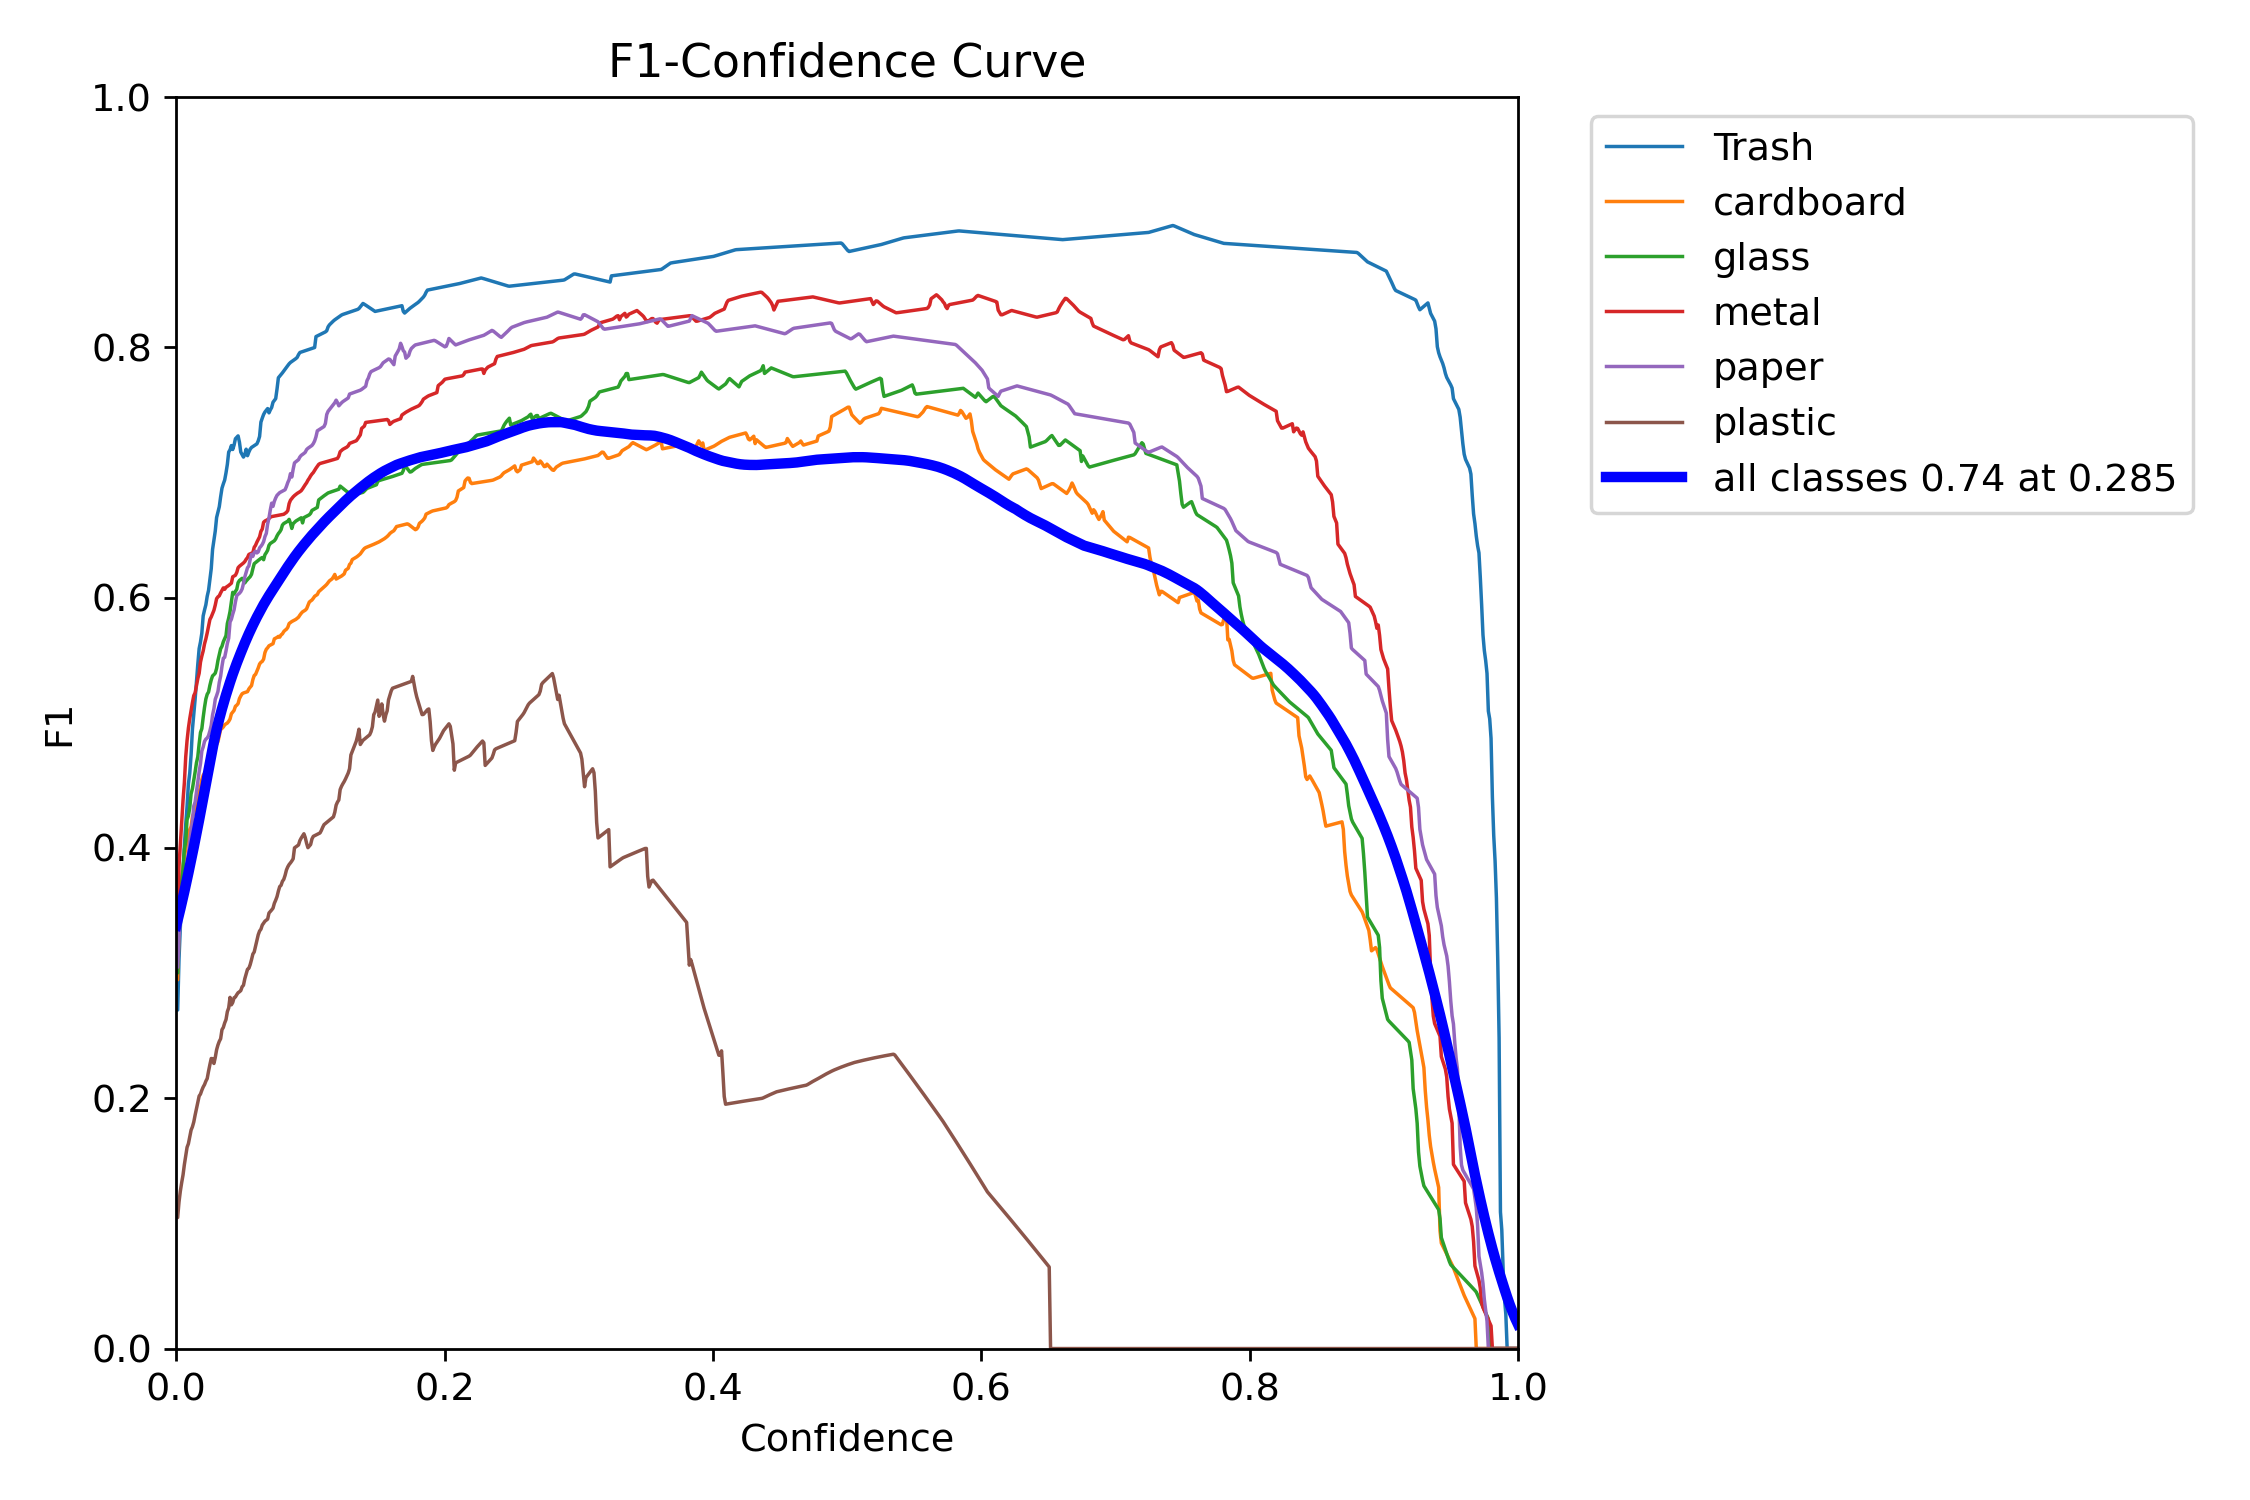 F1-Confidence Curve
1.0
0.8
0.6
0.4
0.2
0.0
F1
0.0 0.2 0.4 0.6 0.8 1.0
Confidence
Trash
cardboard
glass
metal
paper
plastic
all classes 0.74 at 0.285